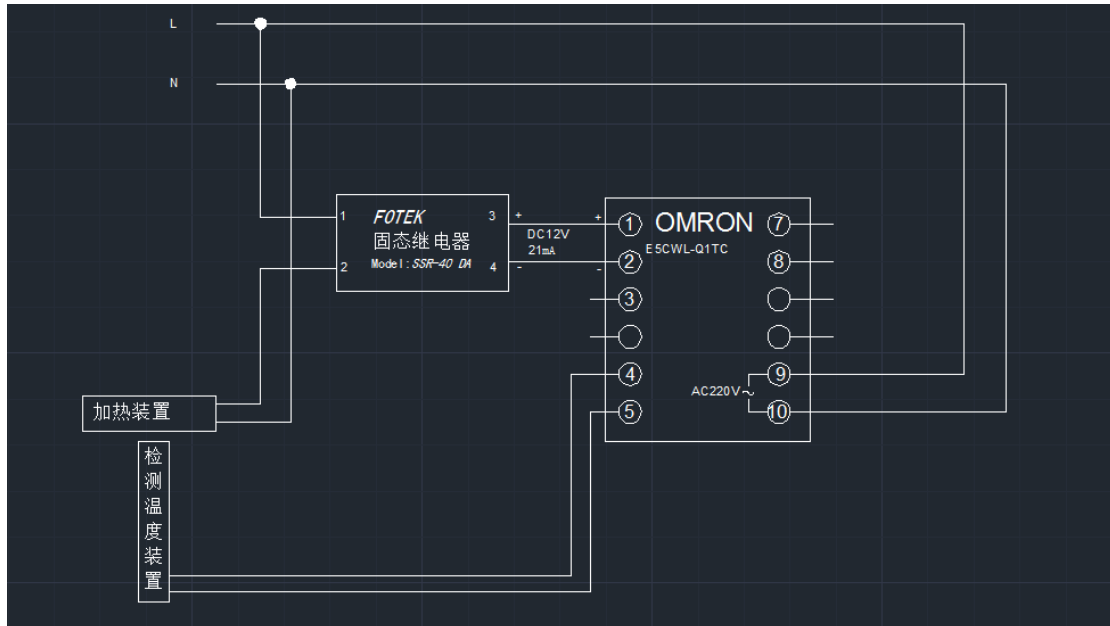 L
N
1
FOTEK
3
+
+
1
OMRON
7
固态继电器
DC12V
21mA
E5CWL-Q1TC
2
Model:SSR-40 DA
4
-
-
2
8
3
4
9
AC220V~
加热装置
5
10
检测温度装置